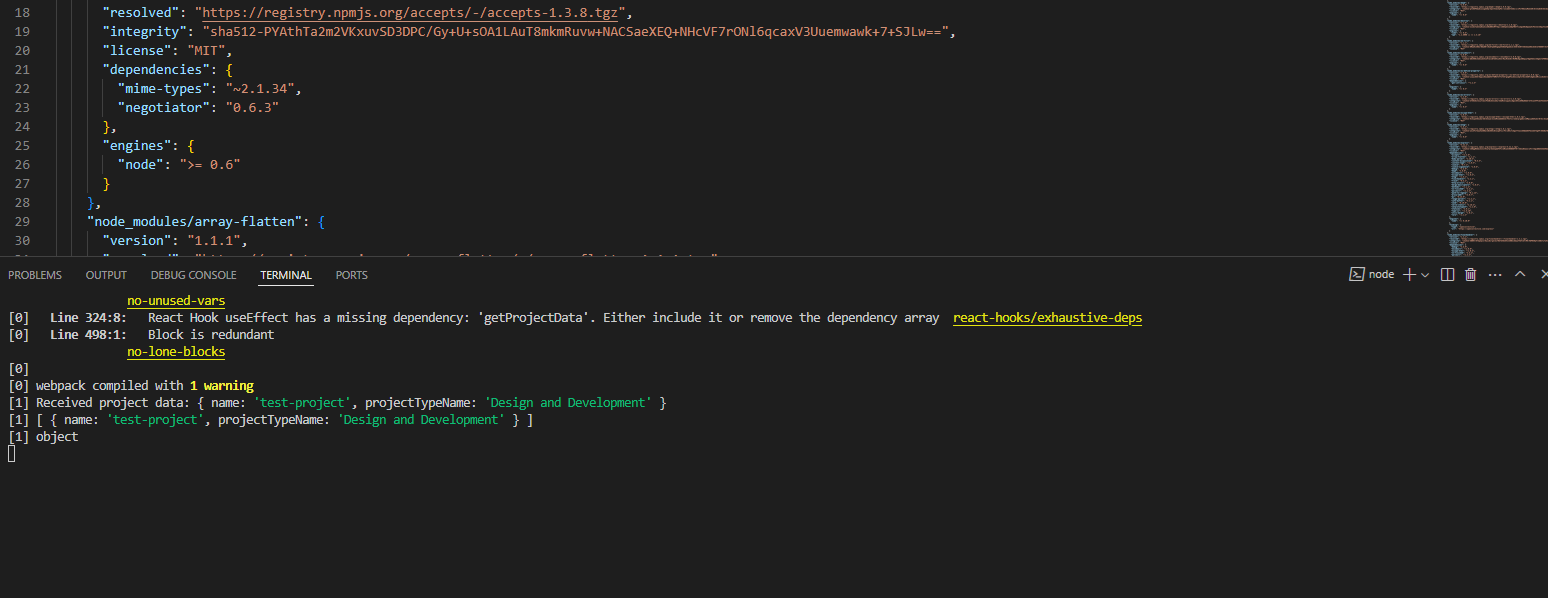 18 "resolved": "https://registry.npmjs.org/accepts/-/accepts-1.3.8.tgz",
19 "integrity": "sha512-PYAthTa2m2VKxuvSD3DPC/Gy+U+sOA1LAuT8mkmRuvw+NACSaeXEQ+NHcVF7rONl6qcaxV3Uuemwawk+7+SJLw==",
20 "license": "MIT",
21 "dependencies": {
22 "mime-types": "~2.1.34",
23 "negotiator": "0.6.3"
24 },
25 "engines": {
26 "node": ">= 0.6"
27 }
28 },
29 "node_modules/array-flatten": {
30 "version": "1.1.1",
PROBLEMS OUTPUT DEBUG CONSOLE TERMINAL PORTS node
no-unused-vars
[0] Line 324:8: React Hook useEffect has a missing dependency: 'getProjectData'. Either include it or remove the dependency array react-hooks/exhaustive-deps
[0] Line 498:1: Block is redundant
no-lone-blocks
[0]
[0] webpack compiled with 1 warning
[1] Received project data: { name: 'test-project', projectTypeName: 'Design and Development' }
[1] [ { name: 'test-project', projectTypeName: 'Design and Development' } ]
[1] object